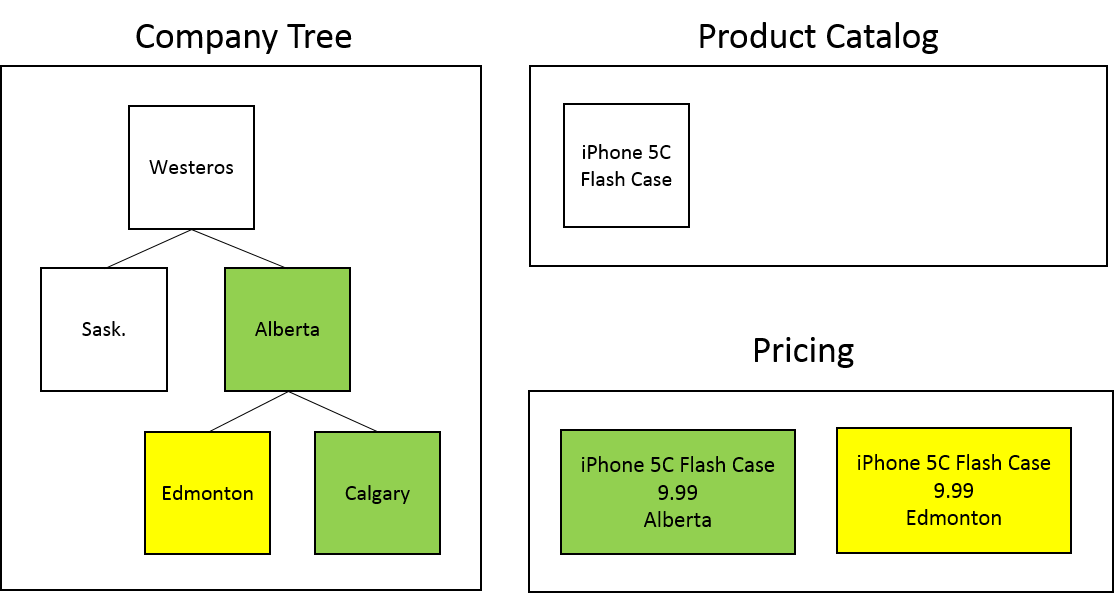 Company Tree
Westeros
Sask.
Alberta
Edmonton
Calgary
Product Catalog
iPhone 5C
Flash Case
Pricing
iPhone 5C Flash Case
9.99
Alberta
iPhone 5C Flash Case
9.99
Edmonton